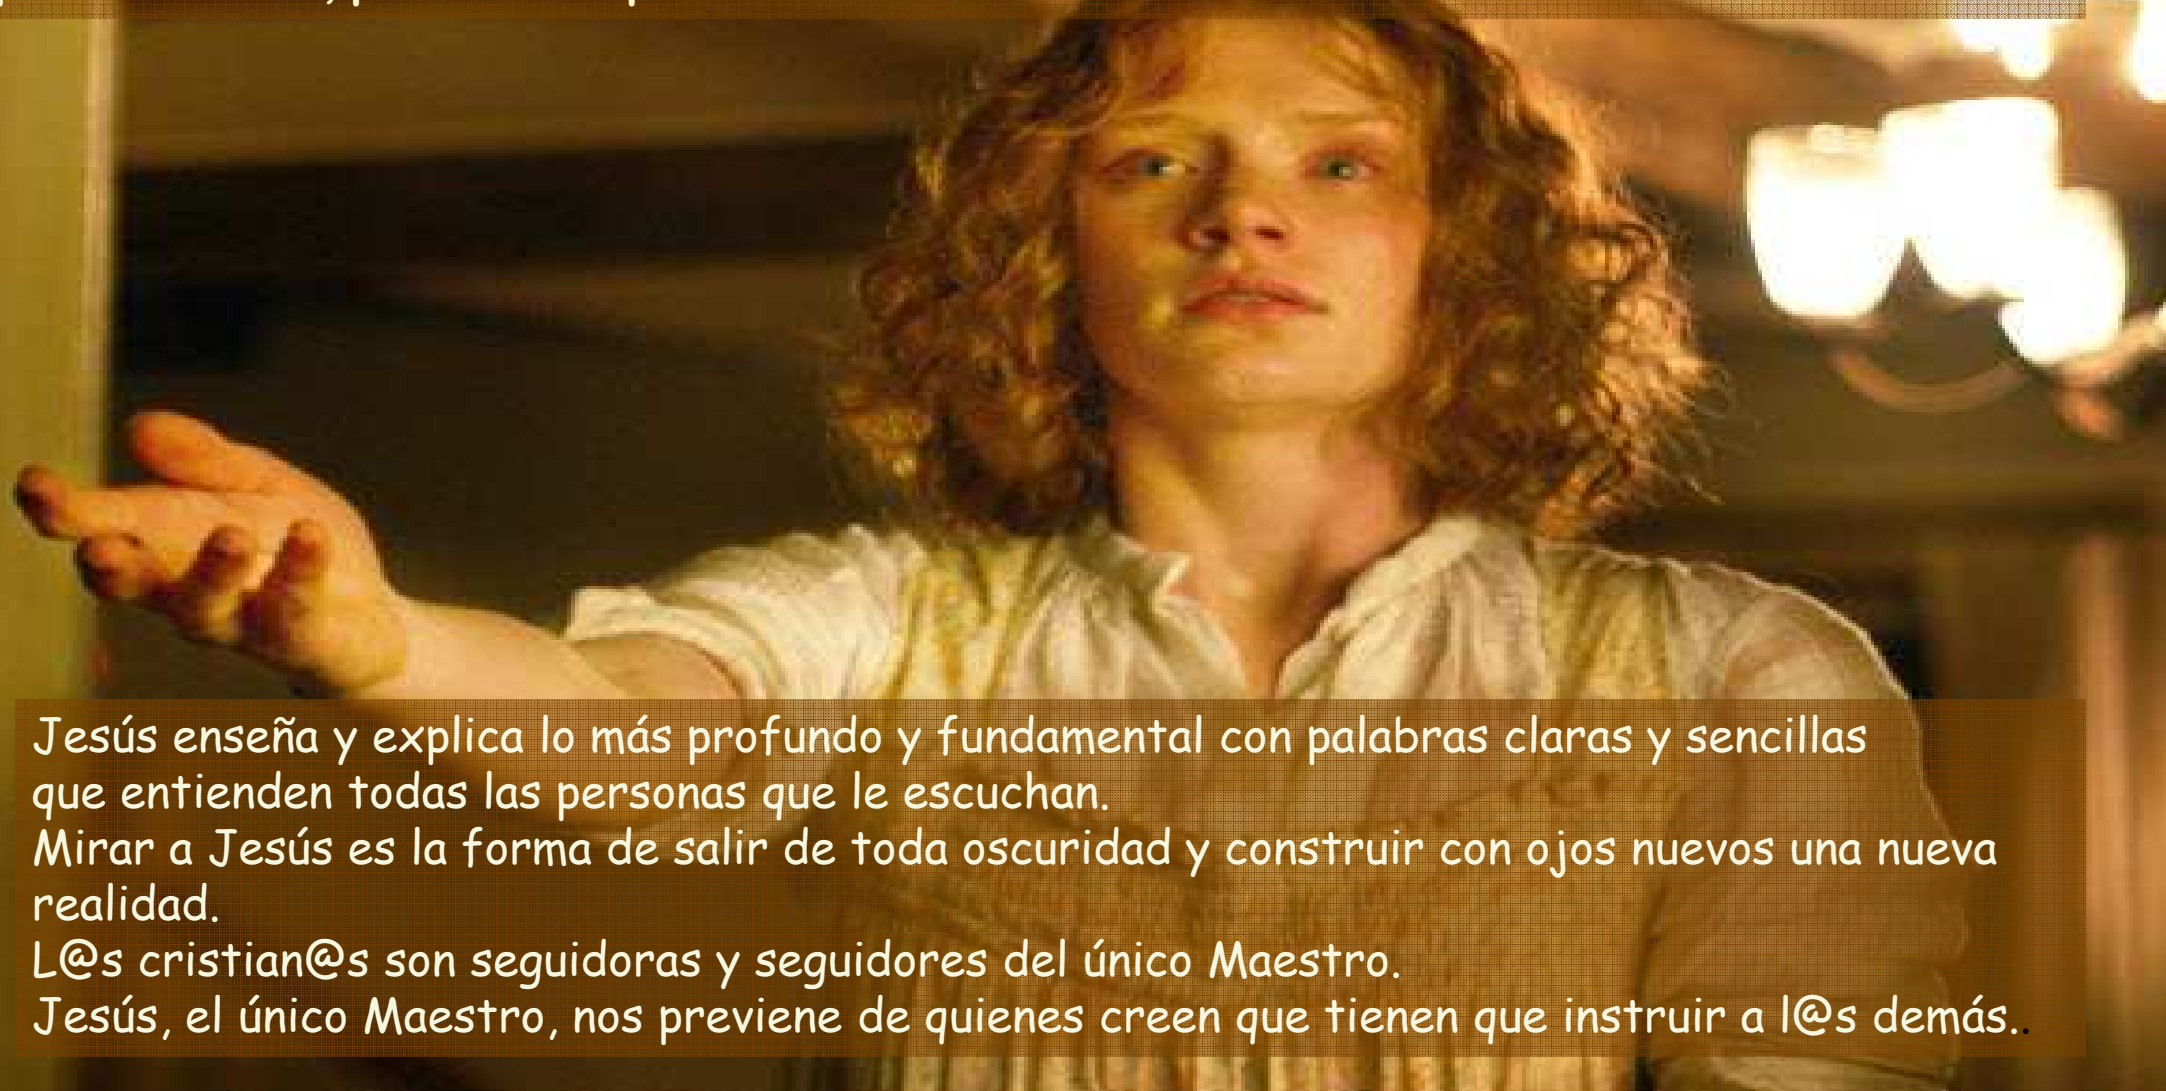 Jesús enseña y explica lo más profundo y fundamental con palabras claras y sencillas
que entienden todas las personas que le escuchan.
Mirar a Jesús es la forma de salir de toda oscuridad y construir con ojos nuevos una nueva
realidad.
L@s cristian@s son seguidoras y seguidores del único Maestro.
Jesús, el único Maestro, nos previene de quienes creen que tienen que instruir a l@s demás..